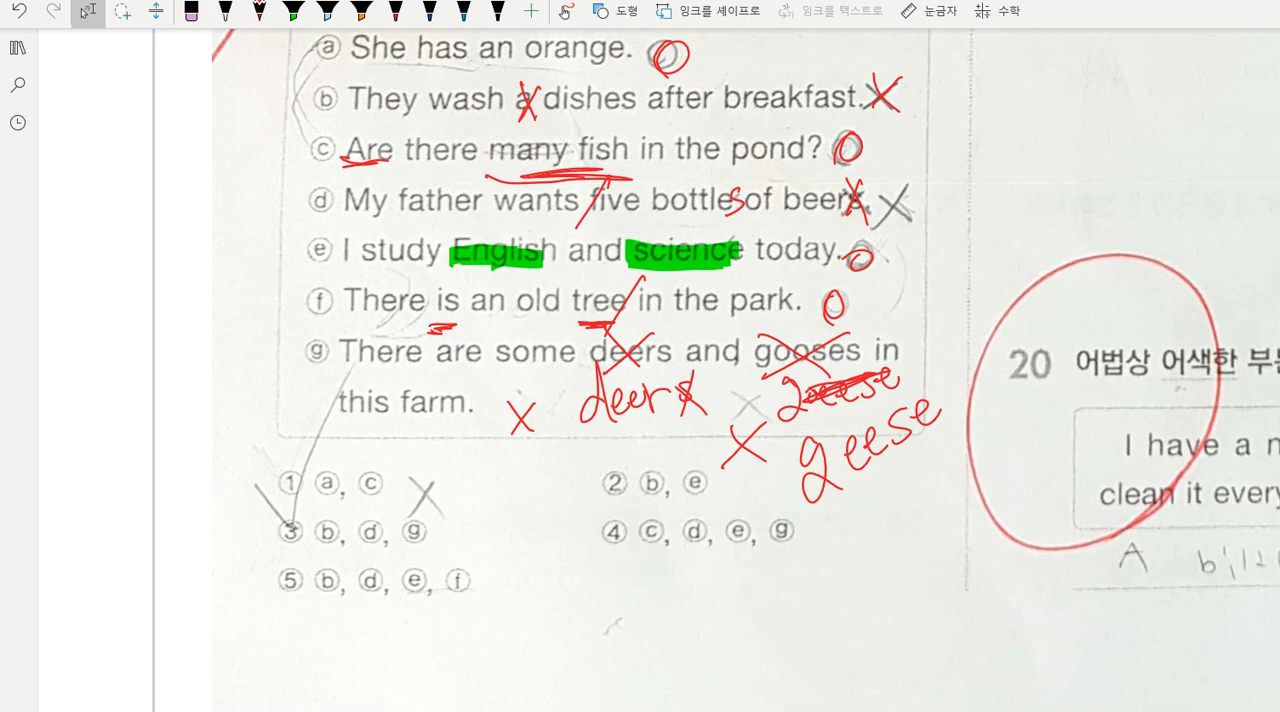 도형 잉크를 셰이프로 잉크를 텍스트로 눈금자 수학
ⓐ She has an orange. O
ⓑ They wash a dishes after breakfast. X
ⓒ Are there many fish in the pond? O
ⓓ My father wants five bottle s of beers. X
ⓔ I study English and science today. O
ⓕ There is an old tree in the park. O
ⓖ There are some deers and gooses in
this farm. X deers X geese
X geese
① ⓐ, ⓒ X
② ⓑ, ⓔ
③ ⓑ, ⓓ, ⓖ
④ ⓒ, ⓓ, ⓔ, ⓖ
⑤ ⓑ, ⓓ, ⓔ, ⓕ
20 어법상 어색한
I have a
clean it
A